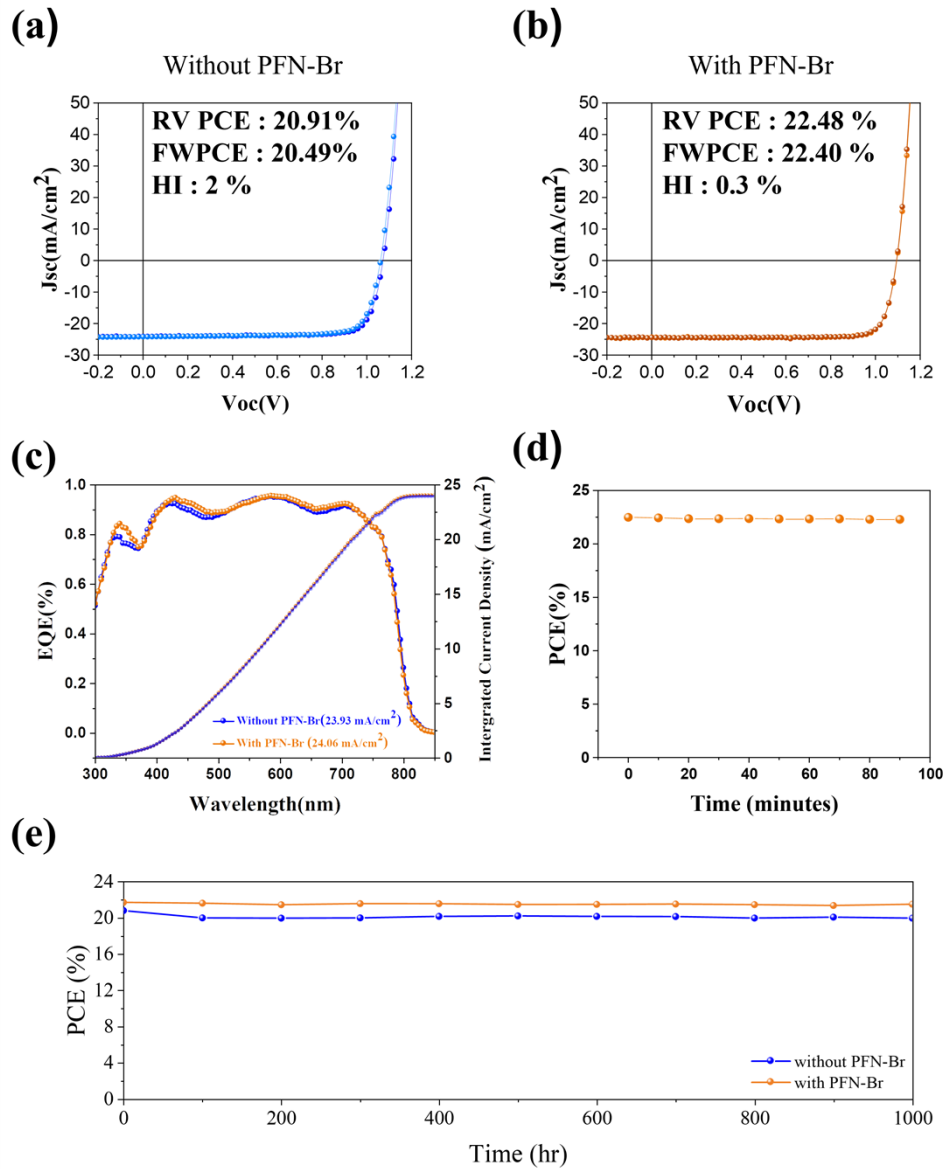 (a)
Without PFN-Br
RV PCE : 20.91%
FWPCE : 20.49%
HI : 2 %
50
40
30
20
10
0
-10
-20
-30
Jsc(mA/cm²)
-0.2 0.0 0.2 0.4 0.6 0.8 1.0 1.2
Voc(V)
(b)
With PFN-Br
RV PCE : 22.48 %
FWPCE : 22.40 %
HI : 0.3 %
50
40
30
20
10
0
-10
-20
-30
Jsc(mA/cm²)
-0.2 0.0 0.2 0.4 0.6 0.8 1.0 1.2
Voc(V)
(c)
1.0
0.8
0.6
0.4
0.2
0.0
EQE(%)
24
20
16
12
8
4
0
Intergrated Current Density (mA/cm²)
Without PFN-Br(23.93 mA/cm²)
With PFN-Br (24.06 mA/cm²)
300 400 500 600 700 800
Wavelength(nm)
(d)
25
20
15
10
5
0
PCE(%)
0 20 40 60 80 100
Time (minutes)
(e)
24
20
16
12
8
4
0
PCE (%)
without PFN-Br
with PFN-Br
0 200 400 600 800 1000
Time (hr)